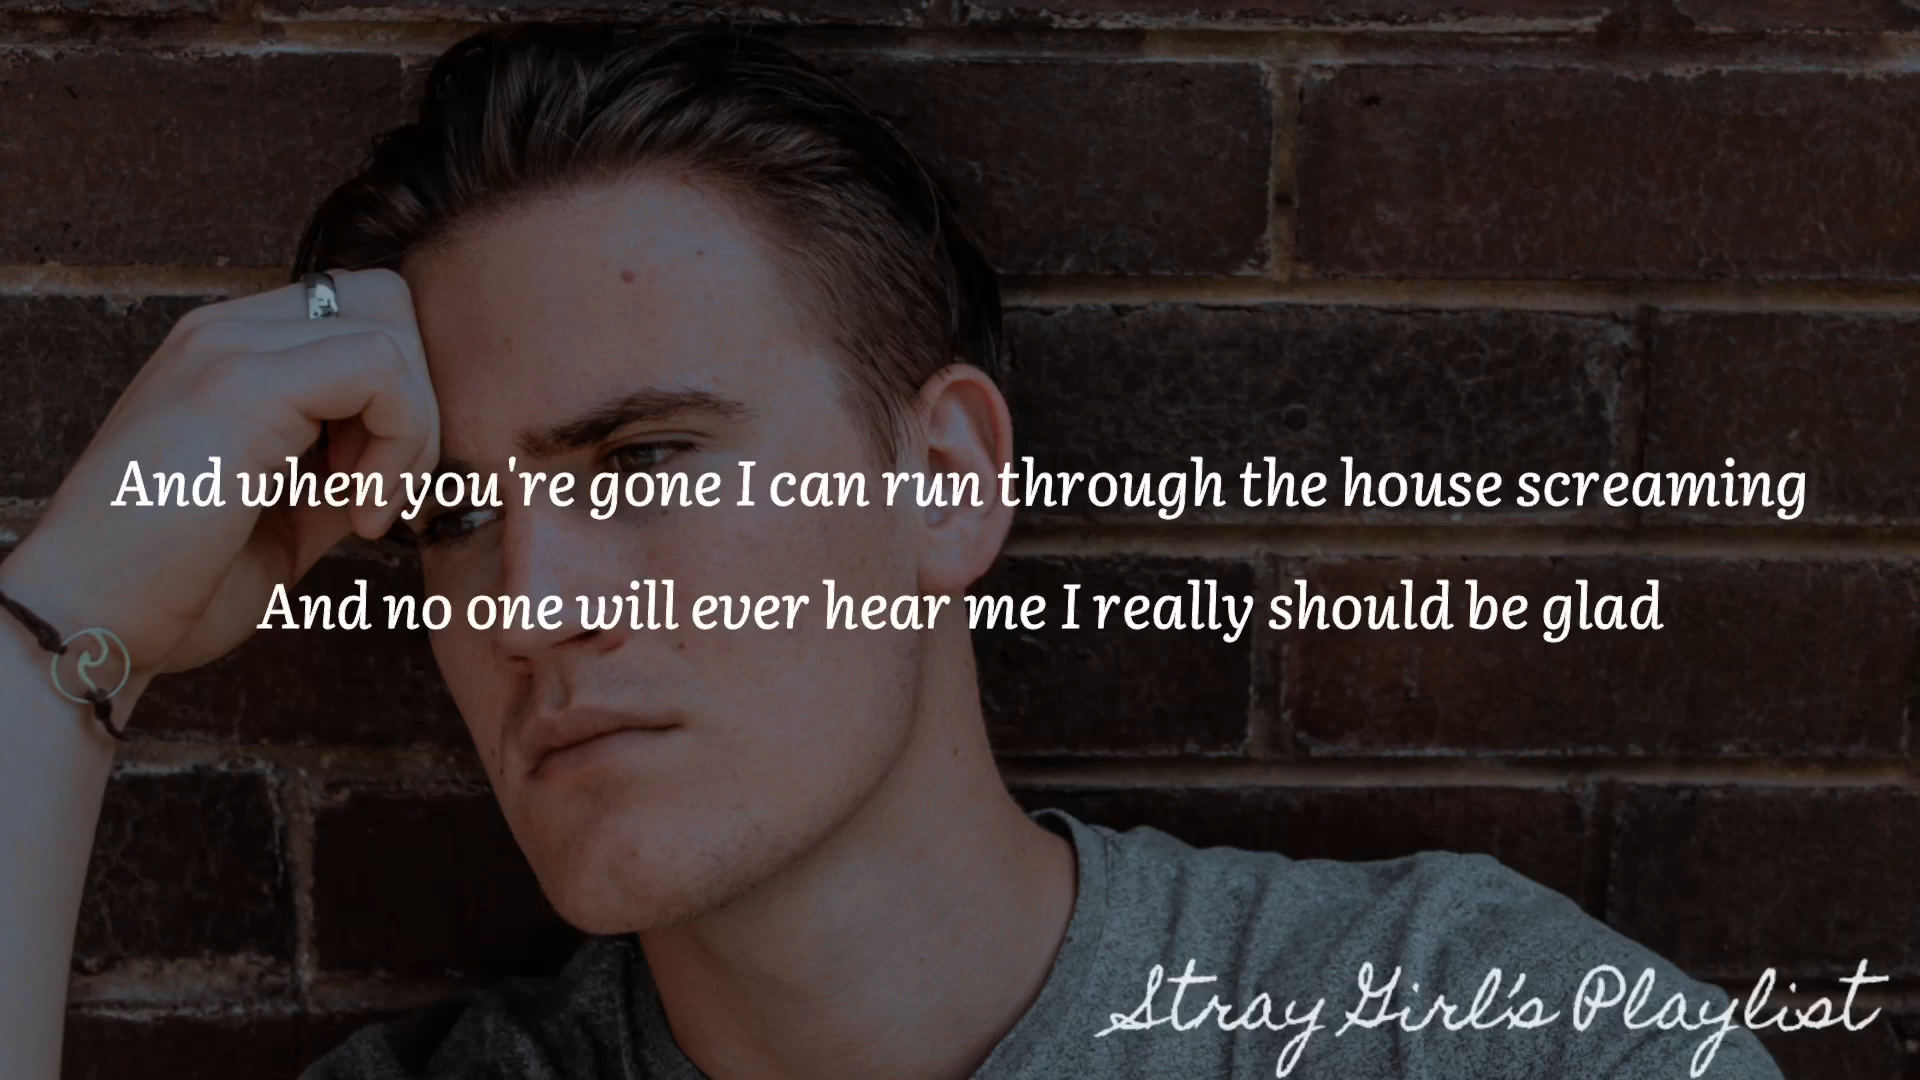 And when you're gone I can run through the house screaming
And no one will ever hear me I really should be glad
Stray Girl's Playlist